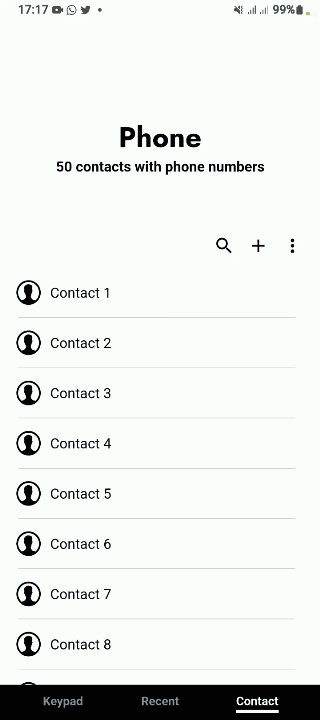 17:17
99%
Phone
50 contacts with phone numbers
Contact 1
Contact 2
Contact 3
Contact 4
Contact 5
Contact 6
Contact 7
Contact 8
Keypad
Recent
Contact